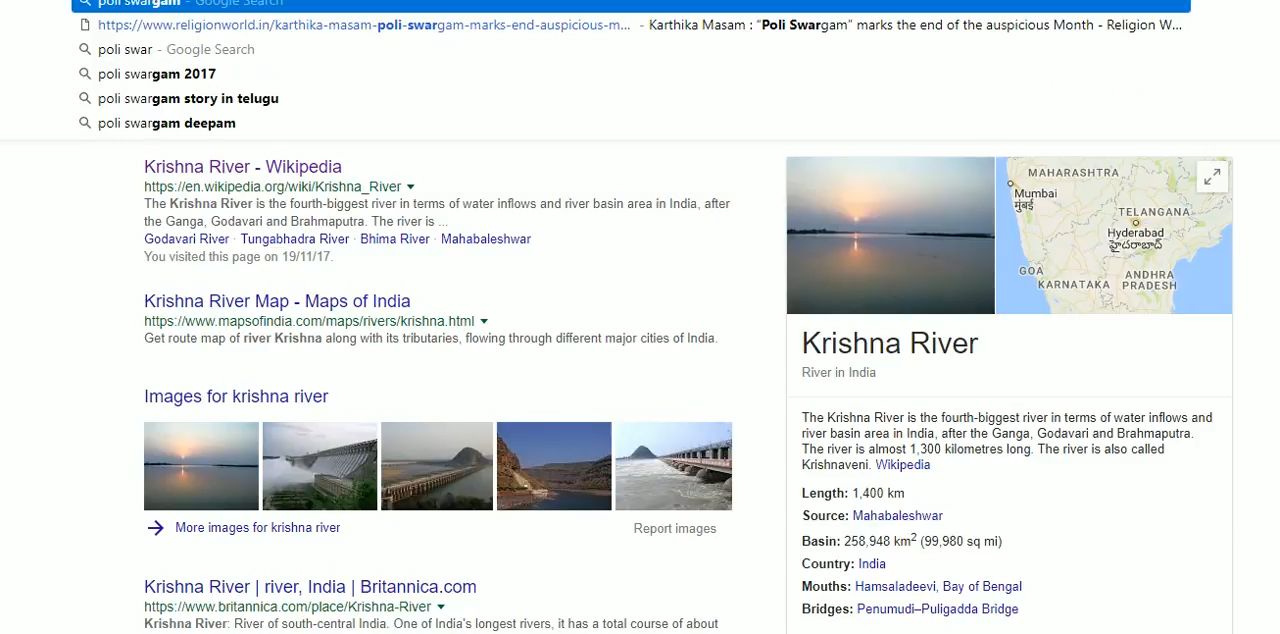 poli swargam - Google Search
https://www.religionworld.in/karthika-masam-poli-swargam-marks-end-auspicious-m... - Karthika Masam : "Poli Swargam" marks the end of the auspicious Month - Religion W...
poli swar - Google Search
poli swargam 2017
poli swargam story in telugu
poli swargam deepam
Krishna River - Wikipedia
https://en.wikipedia.org/wiki/Krishna_River
The Krishna River is the fourth-biggest river in terms of water inflows and river basin area in India, after
the Ganga, Godavari and Brahmaputra. The river is ...
Godavari River · Tungabhadra River · Bhima River · Mahabaleshwar
You visited this page on 19/11/17.
Krishna River Map - Maps of India
https://www.mapsofindia.com/maps/rivers/krishna.html
Get route map of river Krishna along with its tributaries, flowing through different major cities of India.
Images for krishna river
More images for krishna river
Report images
Krishna River | river, India | Britannica.com
https://www.britannica.com/place/Krishna-River
Krishna River: River of south-central India. One of India's longest rivers, it has a total course of about
MAHARASHTRA
Mumbai
मुंबई
TELANGANA
Hyderabad
హైదరాబాద్
GOA
KARNATAKA
ANDHRA
PRADESH
Krishna River
River in India
The Krishna River is the fourth-biggest river in terms of water inflows and
river basin area in India, after the Ganga, Godavari and Brahmaputra.
The river is almost 1,300 kilometres long. The river is also called
Krishnaveni. Wikipedia
Length: 1,400 km
Source: Mahabaleshwar
Basin: 258,948 km² (99,980 sq mi)
Country: India
Mouths: Hamsaladeevi, Bay of Bengal
Bridges: Penumudi–Puligadda Bridge